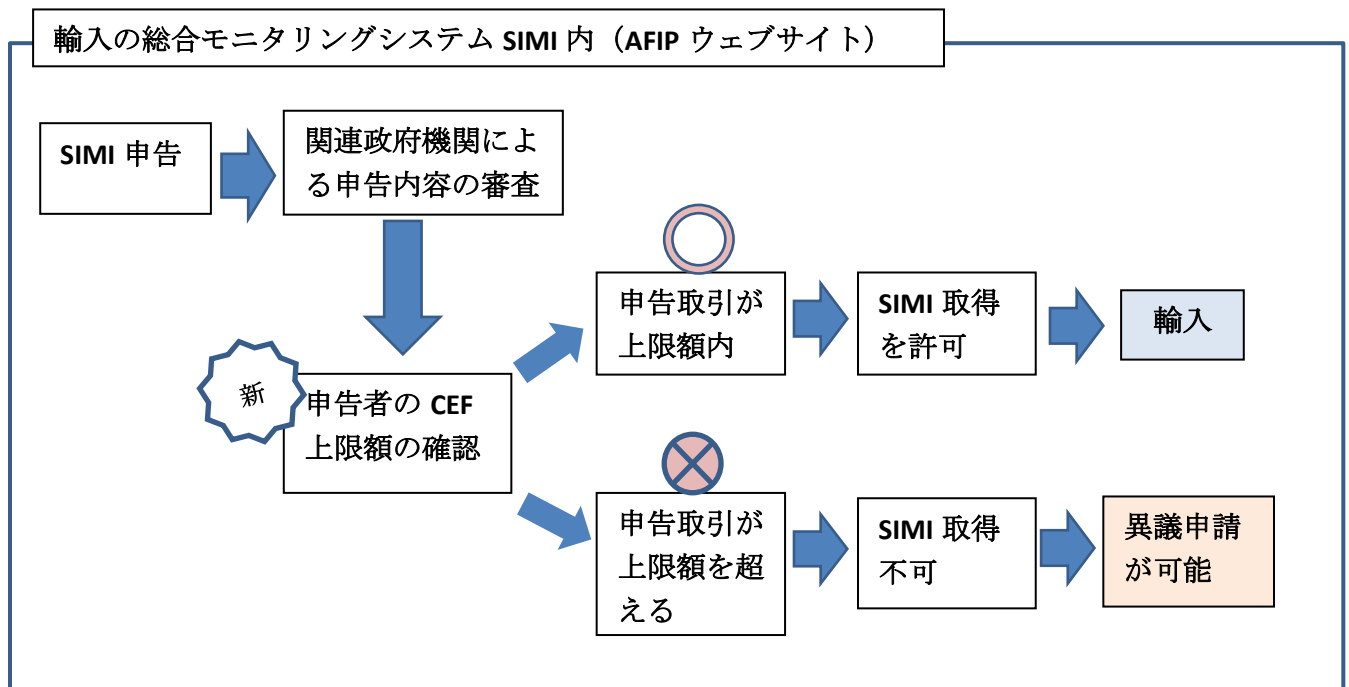 輸入の総合モニタリングシステム SIMI 内（AFIP ウェブサイト）
SIMI 申告
関連政府機関によ
る申告内容の審査
新
申告者の CEF
上限額の確認
申告取引が
上限額内
SIMI 取得
を許可
輸入
申告取引が
上限額を超
える
SIMI 取得
不可
異議申請
が可能